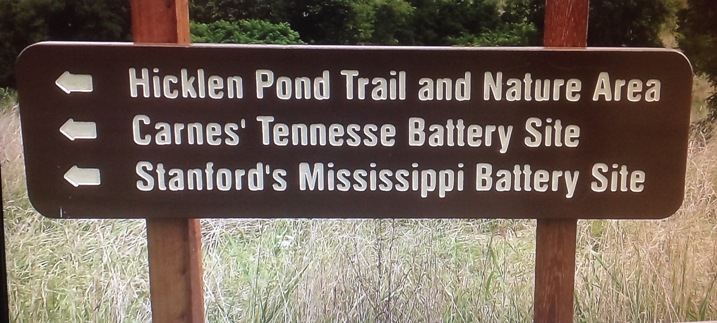 Hicklen Pond Trail and Nature Area
Carnes' Tennesse Battery Site
Stanford's Mississippi Battery Site